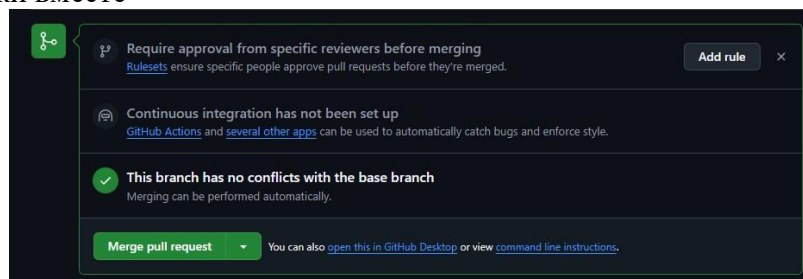 вместе
Require approval from specific reviewers before merging
Rulesets ensure specific people approve pull requests before they're merged.
Add rule
Continuous integration has not been set up
GitHub Actions and several other apps can be used to automatically catch bugs and enforce style.
This branch has no conflicts with the base branch
Merging can be performed automatically.
Merge pull request
You can also open this in GitHub Desktop or view command line instructions.